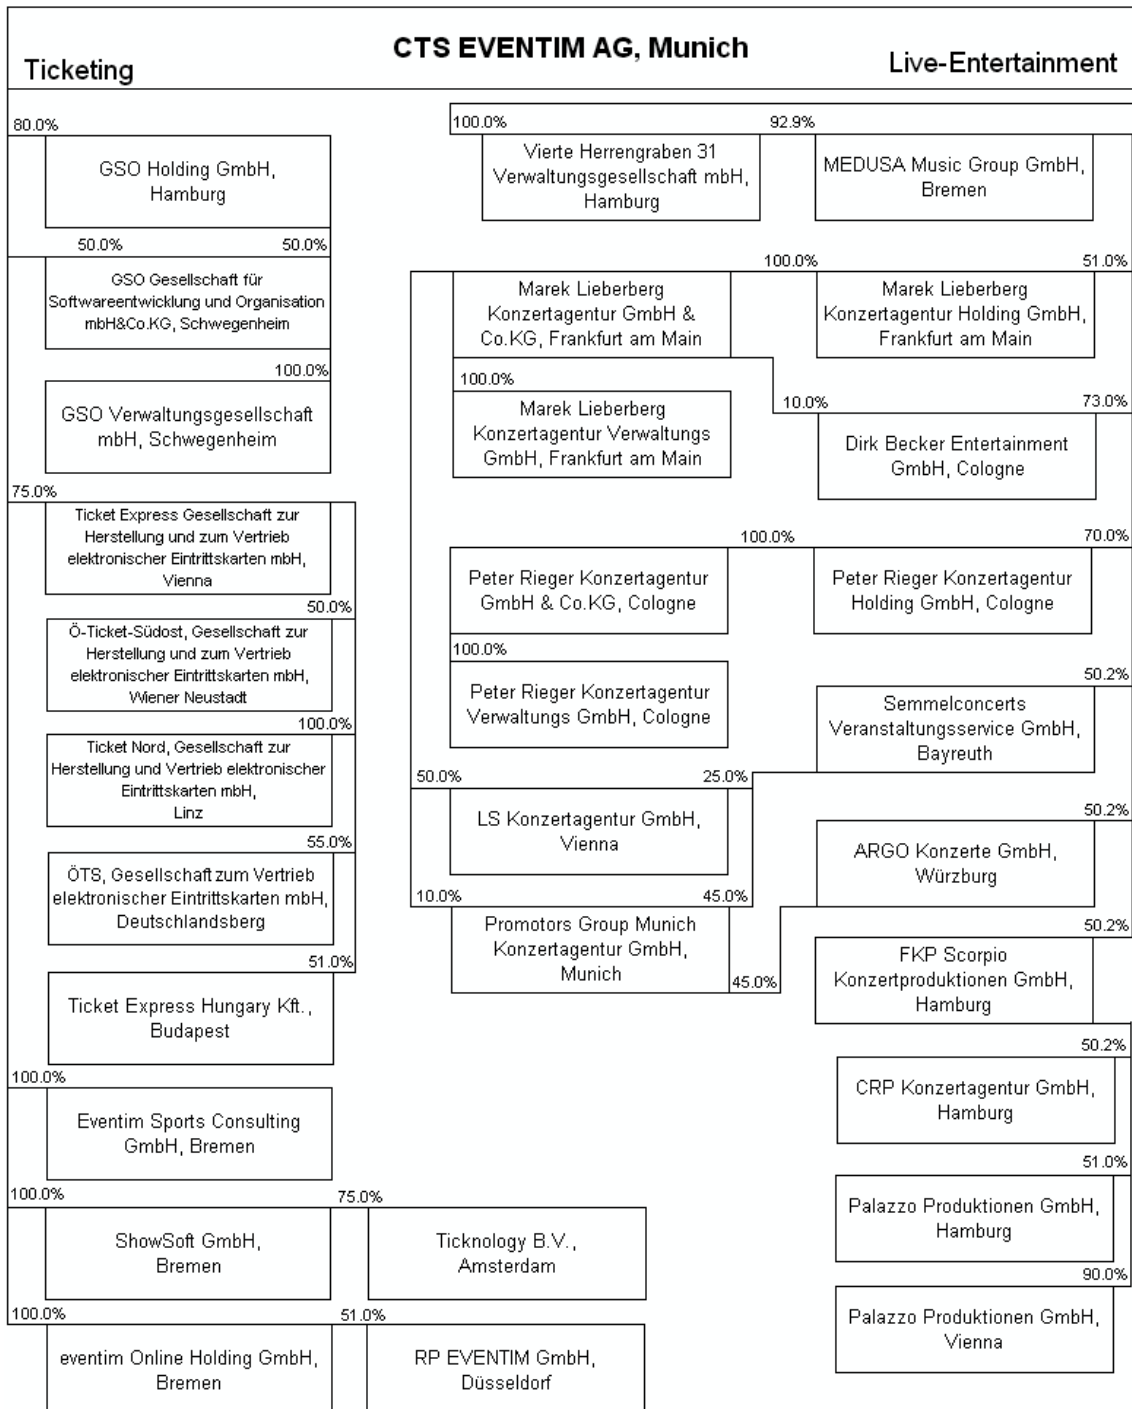 CTS EVENTIM AG, Munich
Ticketing
Live-Entertainment
80.0%
GSO Holding GmbH,
Hamburg
50.0%
50.0%
GSO Gesellschaft für
Softwareentwicklung und Organisation
mbH&Co.KG, Schwegenheim
100.0%
GSO Verwaltungsgesellschaft
mbH, Schwegenheim
75.0%
Ticket Express Gesellschaft zur
Herstellung und zum Vertrieb
elektronischer Eintrittskarten mbH,
Vienna
50.0%
Ö-Ticket-Südost, Gesellschaft zur
Herstellung und zum Vertrieb
elektronischer Eintrittskarten mbH,
Wiener Neustadt
100.0%
Ticket Nord, Gesellschaft zur
Herstellung und Vertrieb elektronischer
Eintrittskarten mbH,
Linz
55.0%
ÖTS, Gesellschaft zum Vertrieb
elektronischer Eintrittskarten mbH,
Deutschlandsberg
51.0%
Ticket Express Hungary Kft.,
Budapest
100.0%
Eventim Sports Consulting
GmbH, Bremen
100.0%
ShowSoft GmbH,
Bremen
75.0%
Ticknology B.V.,
Amsterdam
100.0%
eventim Online Holding GmbH,
Bremen
51.0%
RP EVENTIM GmbH,
Düsseldorf
100.0%
Vierte Herrengraben 31
Verwaltungsgesellschaft mbH,
Hamburg
92.9%
MEDUSA Music Group GmbH,
Bremen
Marek Lieberberg
Konzertagentur GmbH &
Co.KG, Frankfurt am Main
100.0%
51.0%
Marek Lieberberg
Konzertagentur Holding GmbH,
Frankfurt am Main
100.0%
Marek Lieberberg
Konzertagentur Verwaltungs
GmbH, Frankfurt am Main
10.0%
73.0%
Dirk Becker Entertainment
GmbH, Cologne
Peter Rieger Konzertagentur
GmbH & Co.KG, Cologne
100.0%
70.0%
Peter Rieger Konzertagentur
Holding GmbH, Cologne
100.0%
Peter Rieger Konzertagentur
Verwaltungs GmbH, Cologne
50.2%
Semmelconcerts
Veranstaltungsservice GmbH,
Bayreuth
50.0%
25.0%
LS Konzertagentur GmbH,
Vienna
50.2%
ARGO Konzerte GmbH,
Würzburg
10.0%
45.0%
Promotors Group Munich
Konzertagentur GmbH,
Munich
45.0%
50.2%
FKP Scorpio
Konzertproduktionen GmbH,
Hamburg
50.2%
CRP Konzertagentur GmbH,
Hamburg
51.0%
Palazzo Produktionen GmbH,
Hamburg
90.0%
Palazzo Produktionen GmbH,
Vienna